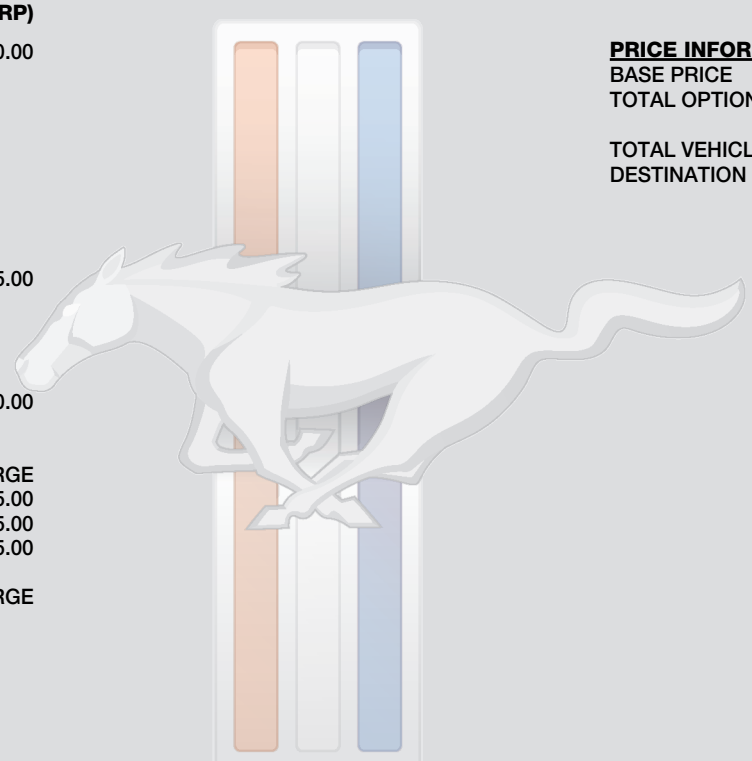 RP)
0.00
5.00
0.00
RGE
5.00
5.00
5.00
RGE
PRICE INFOR
BASE PRICE
TOTAL OPTION
TOTAL VEHICL
DESTINATION